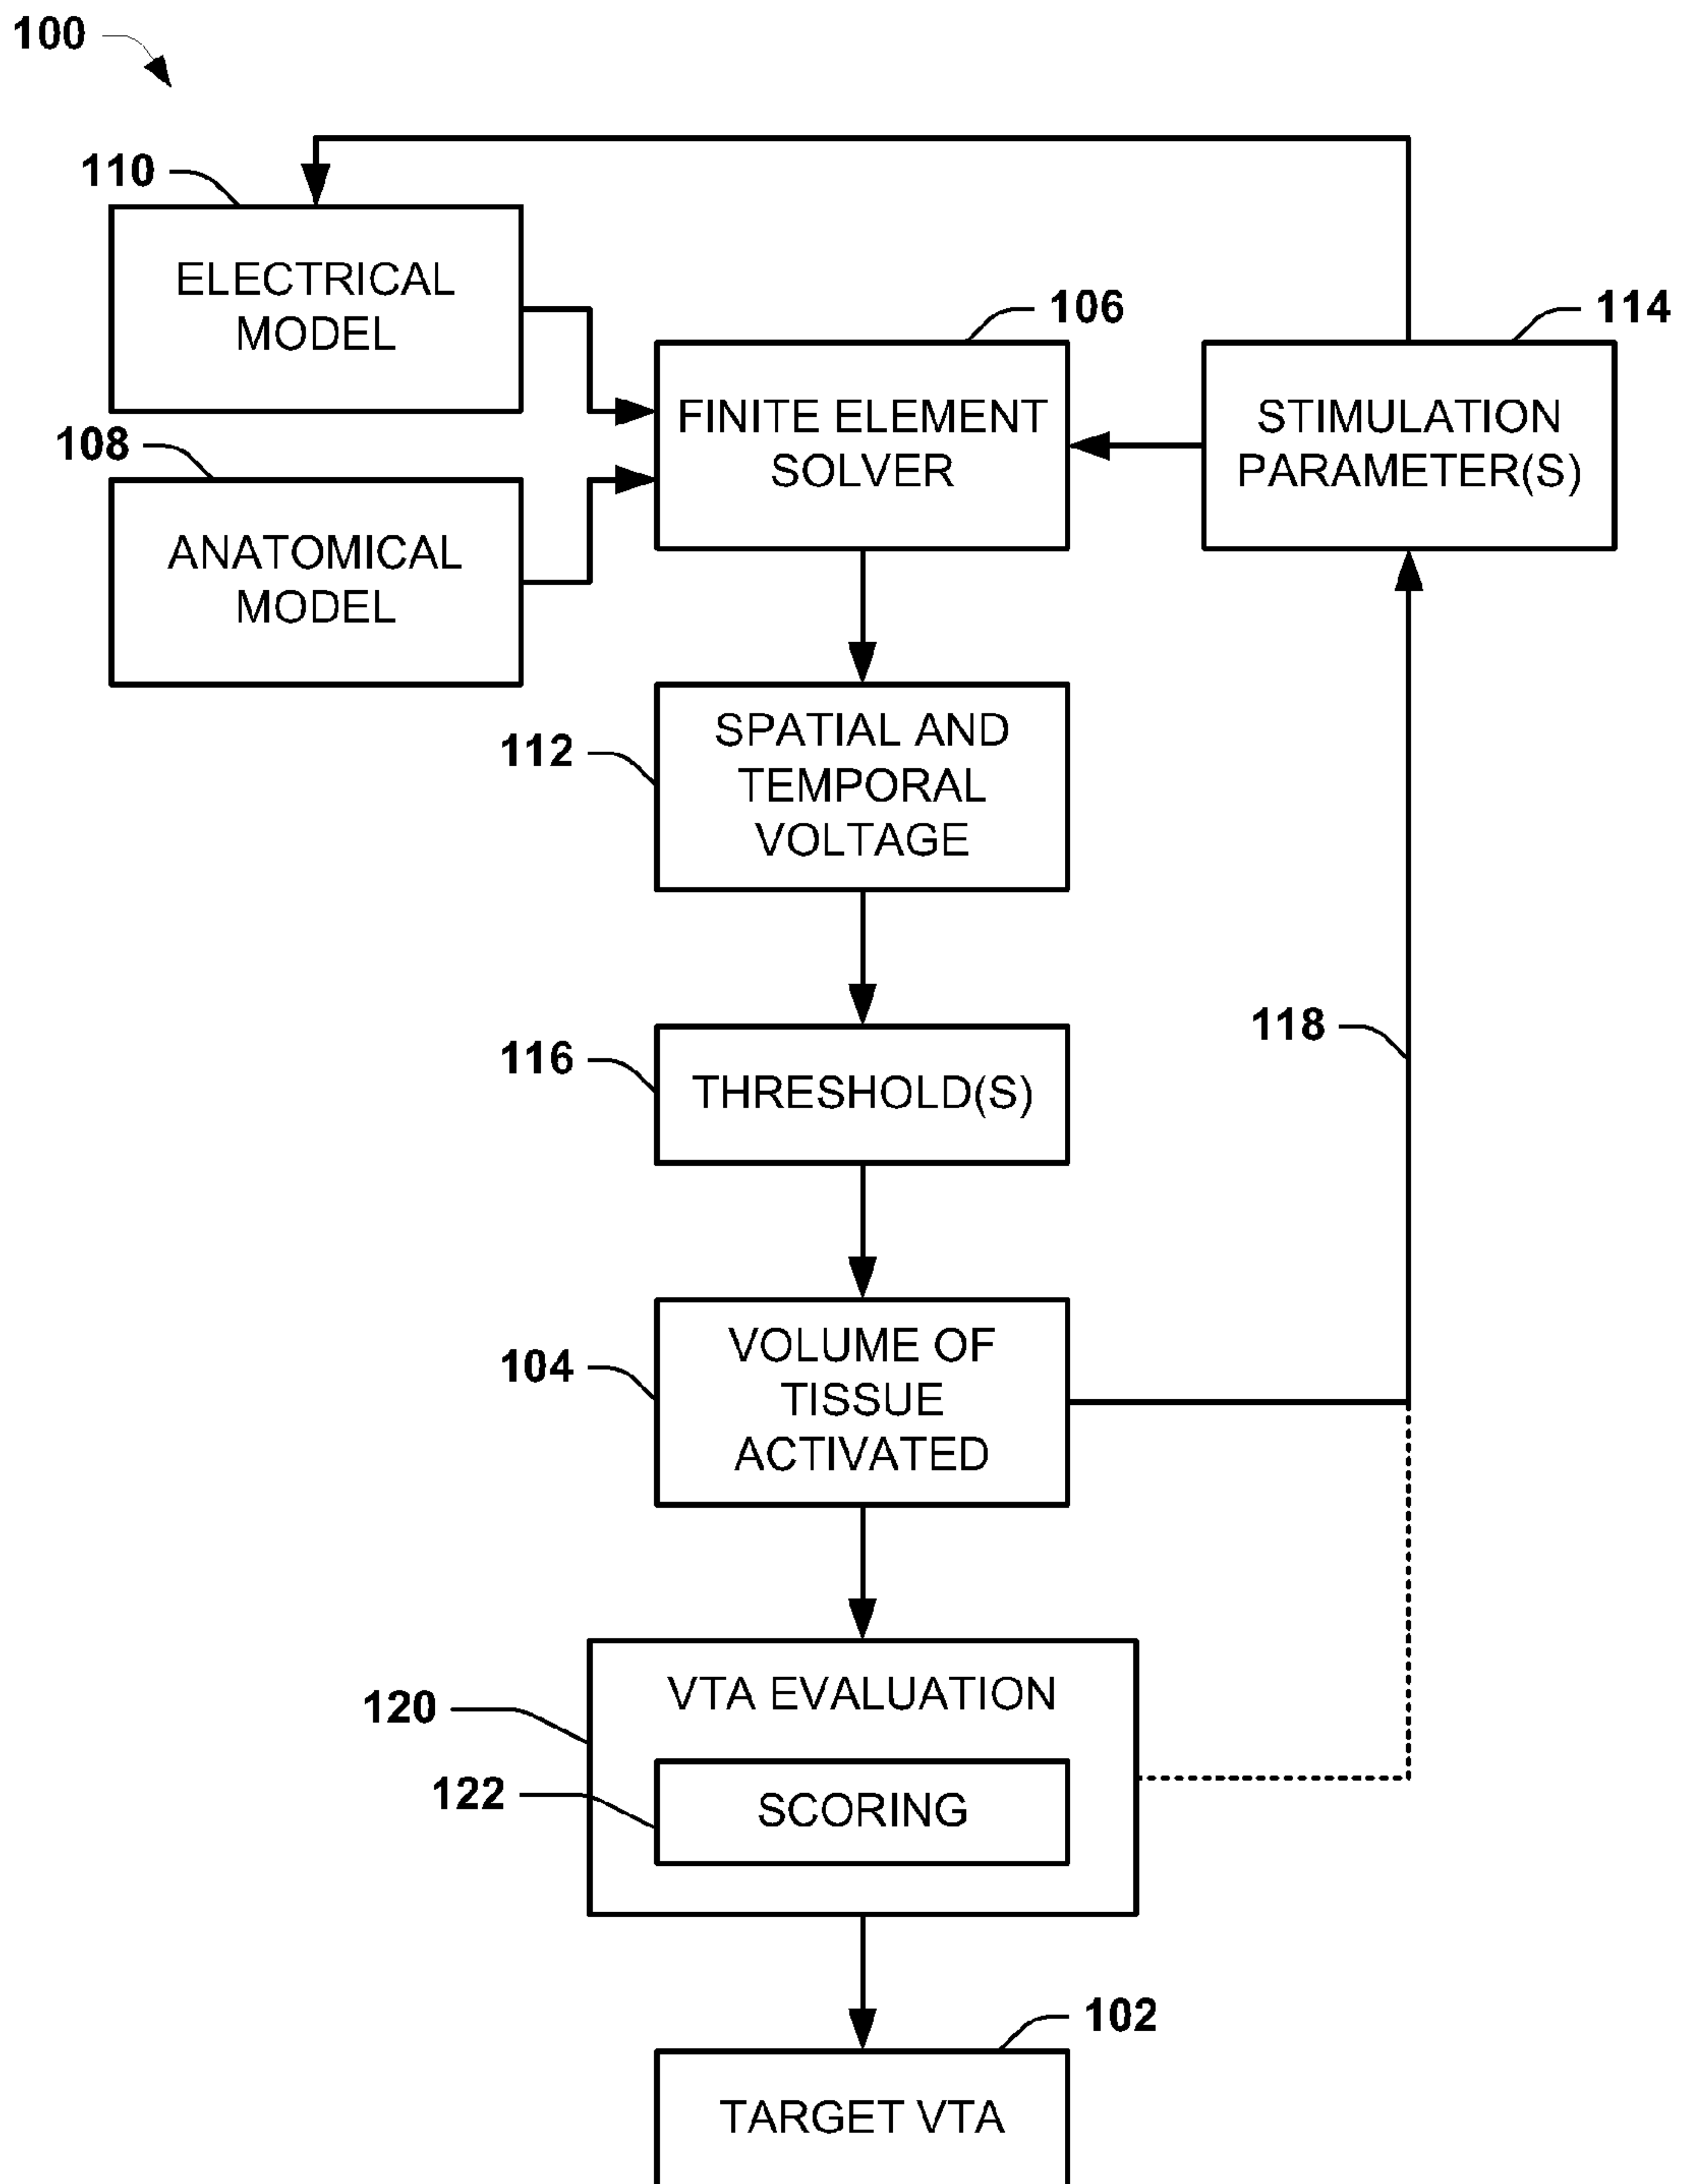 100
110
ELECTRICAL
MODEL
106
114
108
FINITE ELEMENT
SOLVER
STIMULATION
PARAMETER(S)
ANATOMICAL
MODEL
112
SPATIAL AND
TEMPORAL
VOLTAGE
118
116
THRESHOLD(S)
104
VOLUME OF
TISSUE
ACTIVATED
120
VTA EVALUATION
122
SCORING
102
TARGET VTA